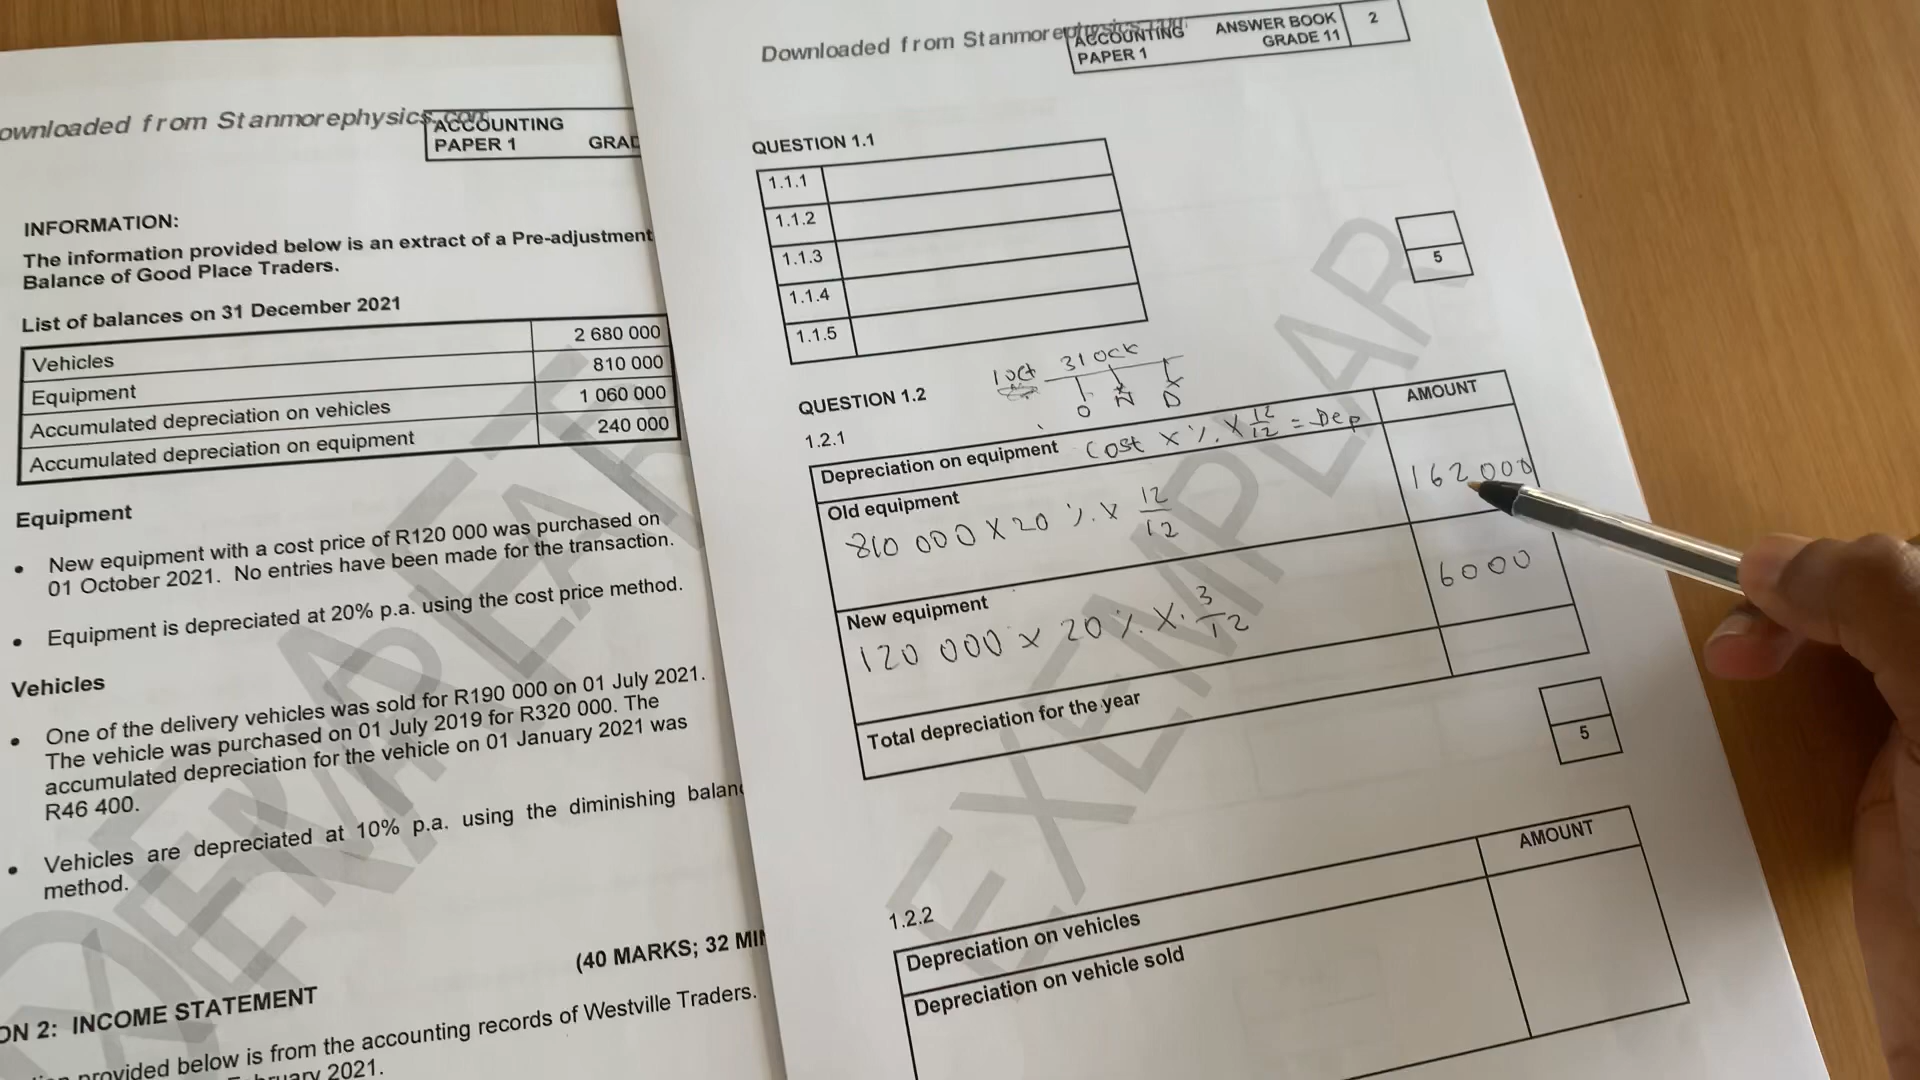 ownloaded from Stanmorephysics.com
ACCOUNTING
PAPER 1 GRAD
INFORMATION:
The information provided below is an extract of a Pre-adjustment
Balance of Good Place Traders.
List of balances on 31 December 2021
Vehicles 2 680 000
Equipment 810 000
Accumulated depreciation on vehicles 1 060 000
Accumulated depreciation on equipment 240 000
Equipment
• New equipment with a cost price of R120 000 was purchased on
01 October 2021. No entries have been made for the transaction.
• Equipment is depreciated at 20% p.a. using the cost price method.
Vehicles
• One of the delivery vehicles was sold for R190 000 on 01 July 2021.
The vehicle was purchased on 01 July 2019 for R320 000. The
accumulated depreciation for the vehicle on 01 January 2021 was
R46 400.
• Vehicles are depreciated at 10% p.a. using the diminishing balanc
method.
(40 MARKS; 32 MIN
ON 2: INCOME STATEMENT
provided below is from the accounting records of Westville Traders.
bruary 2021.
Downloaded from Stanmorephysics.com
ACCOUNTING ANSWER BOOK 2
PAPER 1 GRADE 11
QUESTION 1.1
1.1.1
1.1.2
1.1.3
1.1.4
1.1.5
5
1 Oct 31 Oct
O N D
QUESTION 1.2
1.2.1
Depreciation on equipment Cost x % x 12/12 = Dep AMOUNT
Old equipment
810 000 x 20 % x 12/12 162 000
New equipment
120 000 x 20 % x 3/12 6000
Total depreciation for the year
5
1.2.2
Depreciation on vehicles AMOUNT
Depreciation on vehicle sold
EXEMPLAR